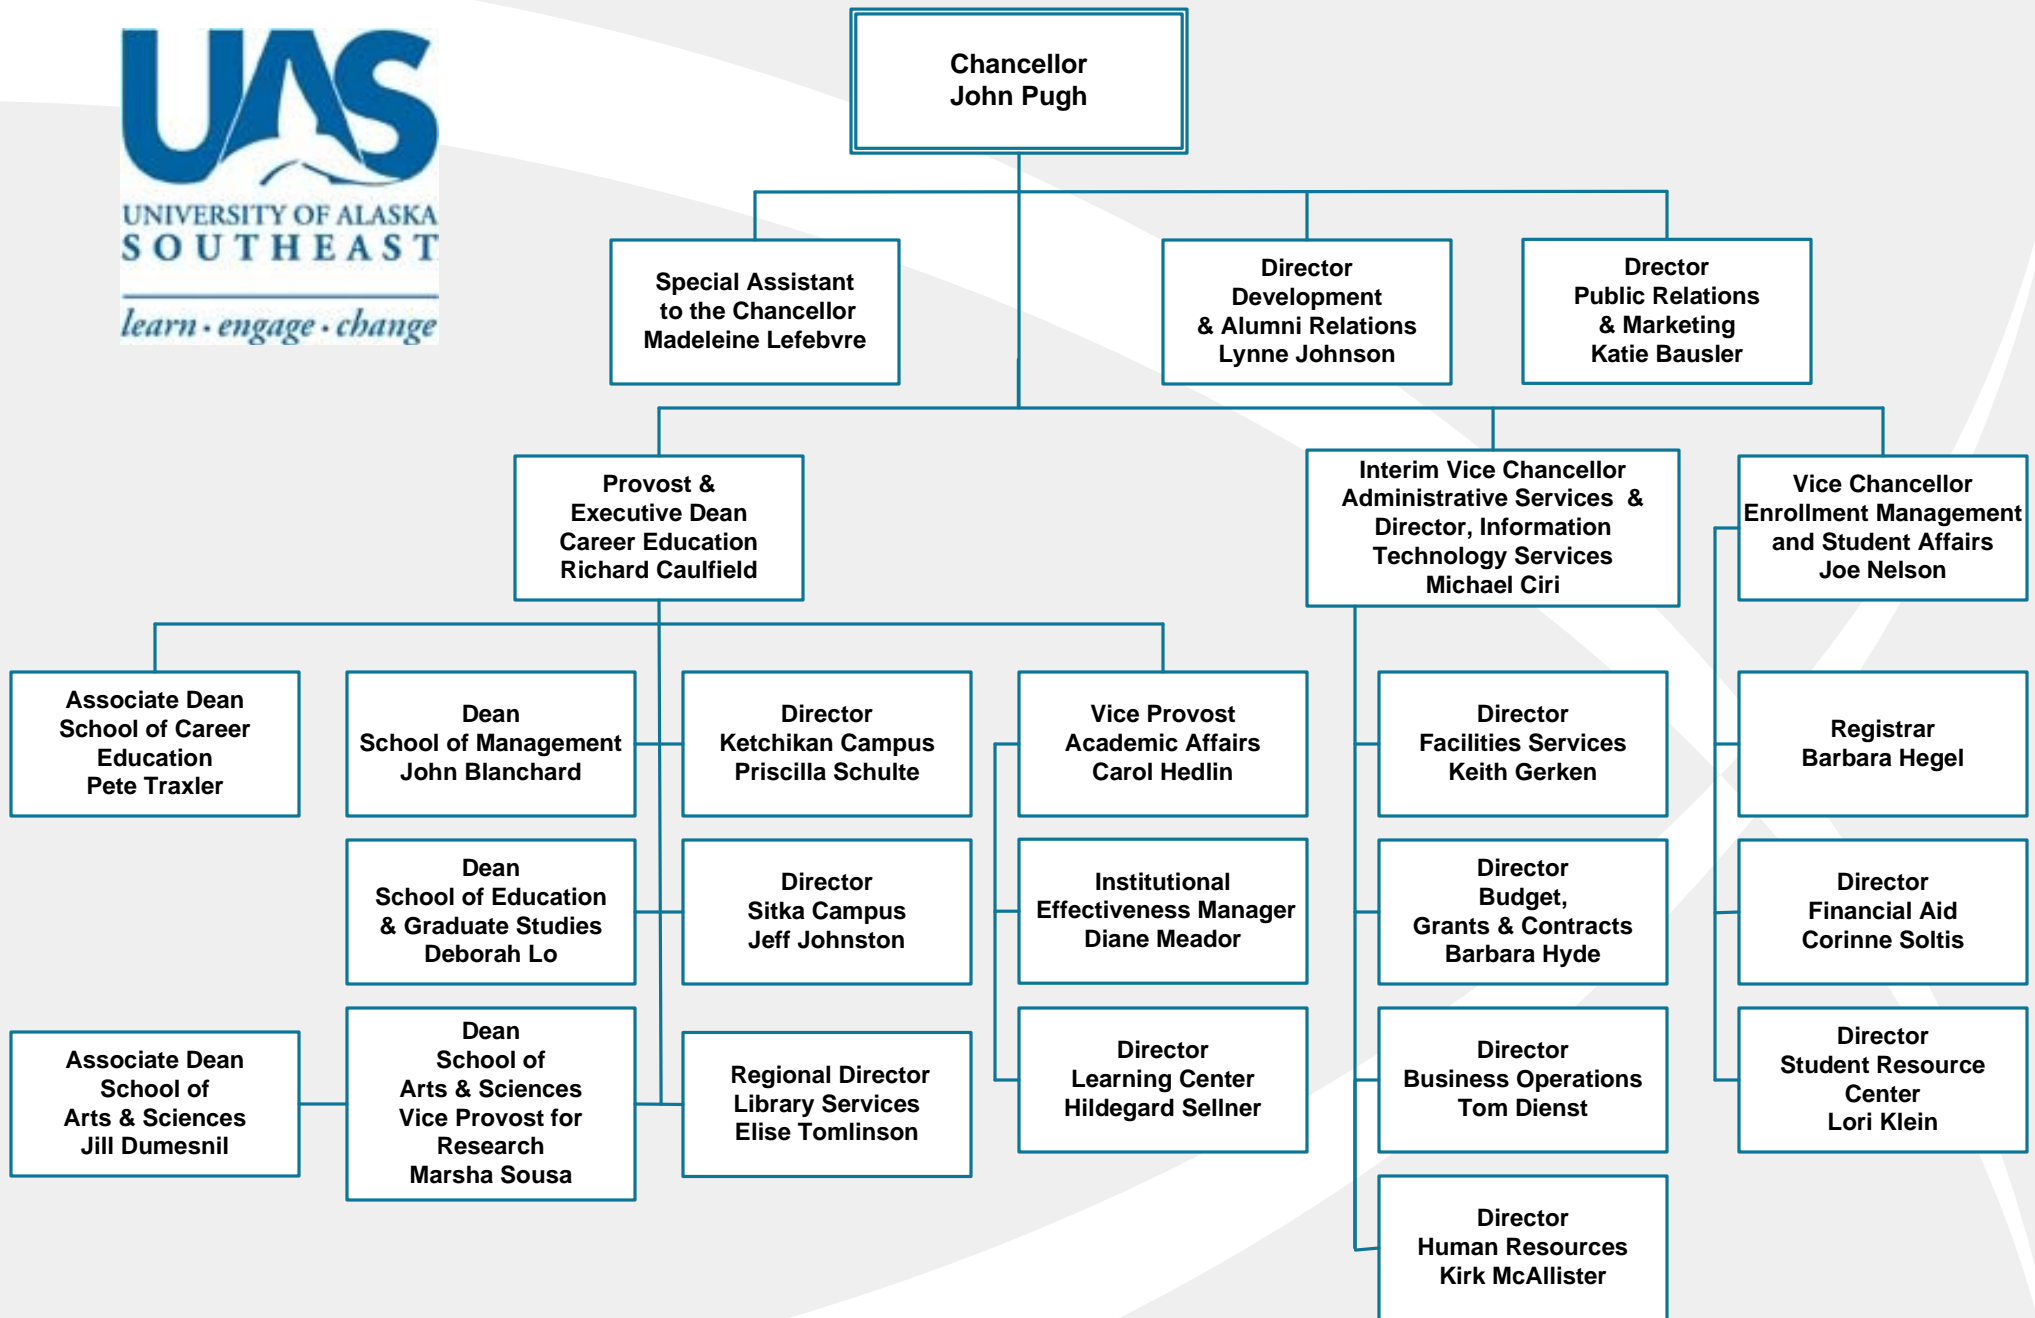 UAS
UNIVERSITY OF ALASKA
SOUTHEAST
learn · engage · change
Chancellor
John Pugh
Special Assistant
to the Chancellor
Madeleine Lefebvre
Director
Development
& Alumni Relations
Lynne Johnson
Drector
Public Relations
& Marketing
Katie Bausler
Provost &
Executive Dean
Career Education
Richard Caulfield
Interim Vice Chancellor
Administrative Services &
Director, Information
Technology Services
Michael Ciri
Vice Chancellor
Enrollment Management
and Student Affairs
Joe Nelson
Associate Dean
School of Career
Education
Pete Traxler
Dean
School of Management
John Blanchard
Director
Ketchikan Campus
Priscilla Schulte
Vice Provost
Academic Affairs
Carol Hedlin
Director
Facilities Services
Keith Gerken
Registrar
Barbara Hegel
Dean
School of Education
& Graduate Studies
Deborah Lo
Director
Sitka Campus
Jeff Johnston
Institutional
Effectiveness Manager
Diane Meador
Director
Budget,
Grants & Contracts
Barbara Hyde
Director
Financial Aid
Corinne Soltis
Associate Dean
School of
Arts & Sciences
Jill Dumesnil
Dean
School of
Arts & Sciences
Vice Provost for
Research
Marsha Sousa
Regional Director
Library Services
Elise Tomlinson
Director
Learning Center
Hildegard Sellner
Director
Business Operations
Tom Dienst
Director
Student Resource
Center
Lori Klein
Director
Human Resources
Kirk McAllister